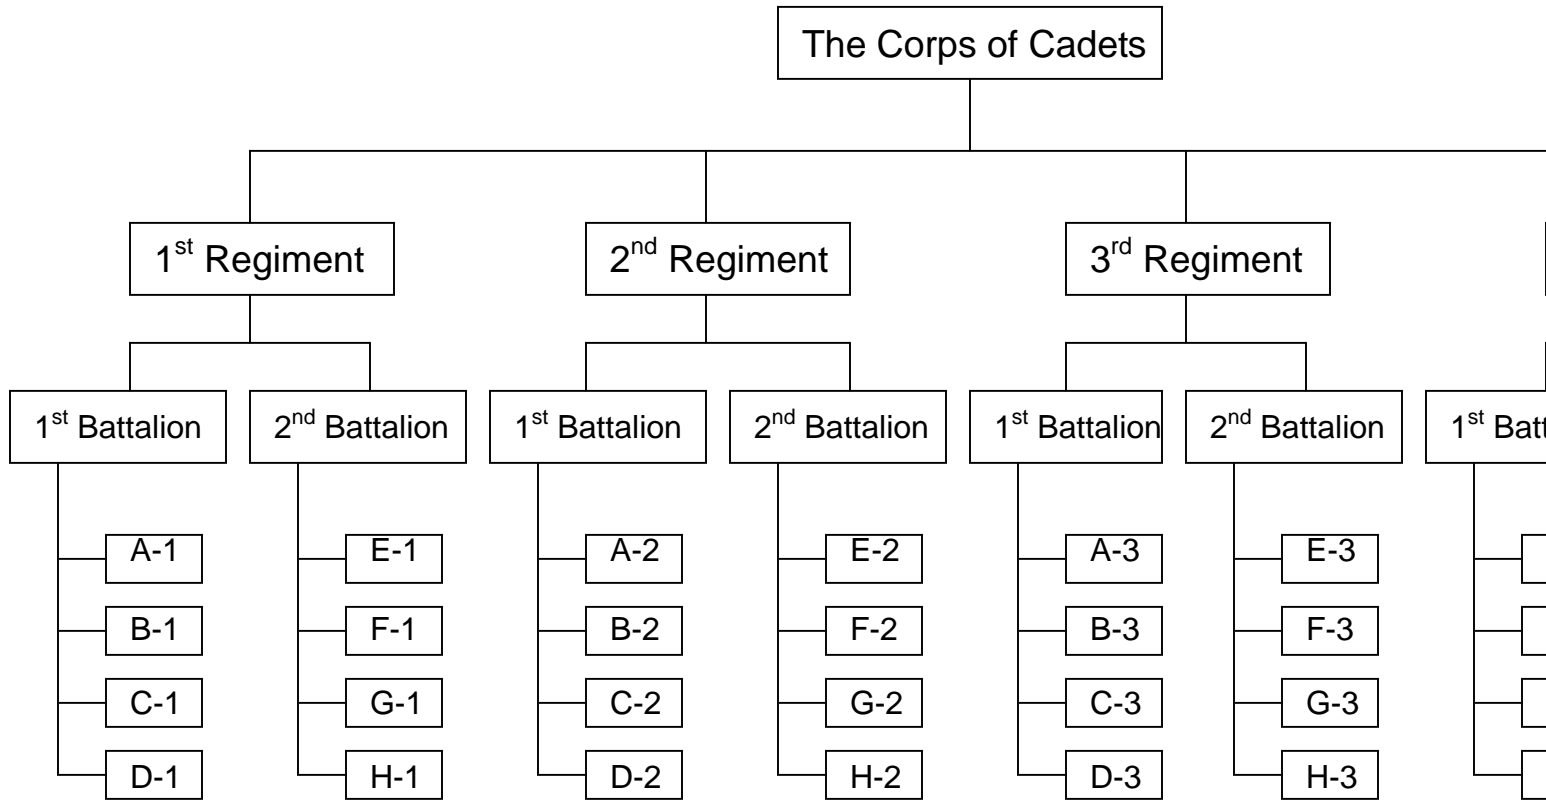 The Corps of Cadets
1st Regiment
2nd Regiment
3rd Regiment
1st Battalion
2nd Battalion
1st Battalion
2nd Battalion
1st Battalion
2nd Battalion
1st
A-1
E-1
A-2
E-2
A-3
E-3
B-1
F-1
B-2
F-2
B-3
F-3
C-1
G-1
C-2
G-2
C-3
G-3
D-1
H-1
D-2
H-2
D-3
H-3